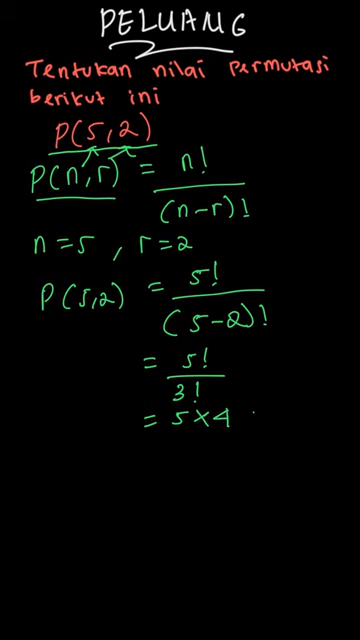 PELUANG
Tentukan nilai permutasi
berikut ini
P(5,2)
P(n,r) = n!
(n-r)!
n = 5 , r = 2
P(5,2) = 5!
(5-2)!
= 5!
3!
= 5 × 4